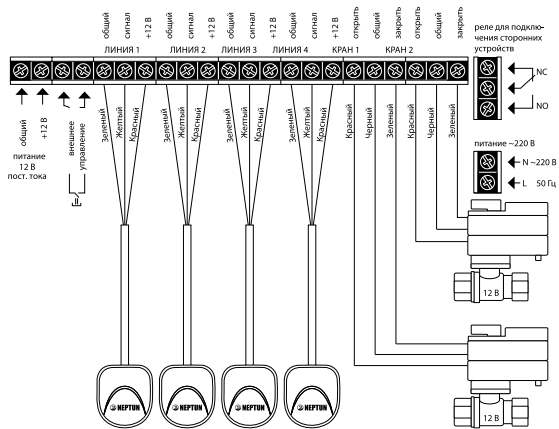 общий
сигнал
+12 В
общий
сигнал
+12 В
общий
сигнал
+12 В
общий
сигнал
+12 В
открыть
общий
закрыть
открыть
общий
закрыть
ЛИНИЯ 1
ЛИНИЯ 2
ЛИНИЯ 3
ЛИНИЯ 4
КРАН 1
КРАН 2
реле для подклю-
чения сторонних
устройств
NC
NO
общий
+12 В
питание
12 В
пост. тока
внешнее
управление
Зеленый
Желтый
Красный
Зеленый
Желтый
Красный
Зеленый
Желтый
Красный
Зеленый
Желтый
Красный
Красный
Черный
Зеленый
Красный
Черный
Зеленый
питание ~220 В
N ~220 В
L 50 Гц
12 В
12 В
NEPTUN
NEPTUN
NEPTUN
NEPTUN